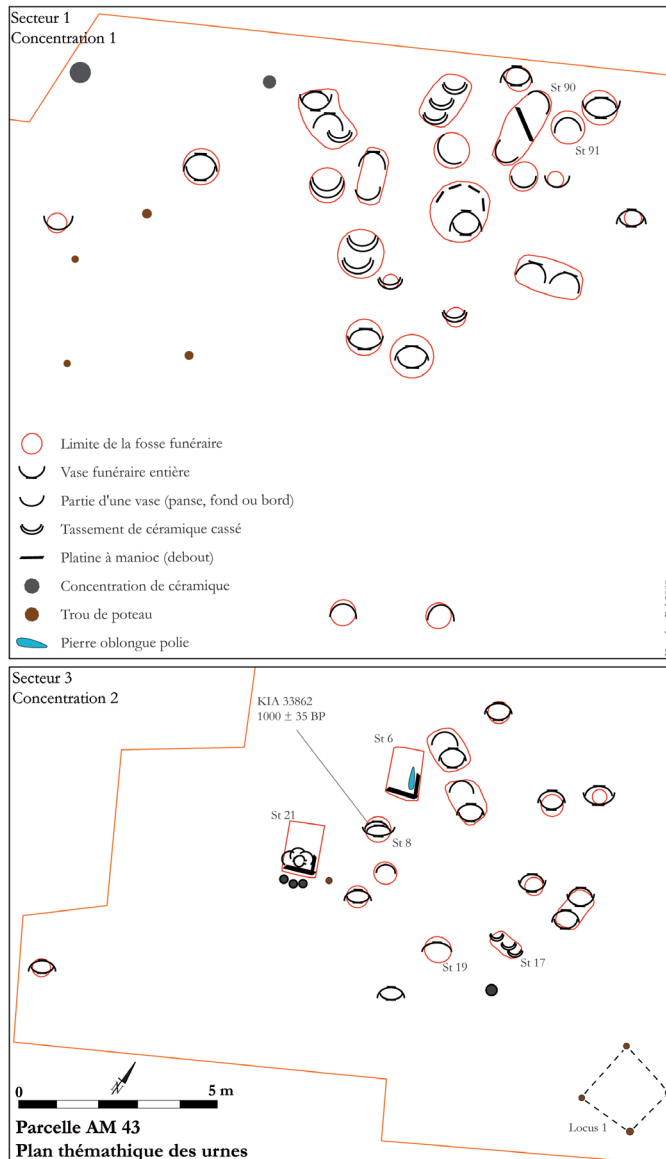 Secteur 1
Concentration 1
St 90
St 91
Limite de la fosse funéraire
Vase funéraire entière
Partie d'une vase (panse, fond ou bord)
Tassement de céramique cassé
Platine à manioc (debout)
Concentration de céramique
Trou de poteau
Pierre oblongue polie
Secteur 3
Concentration 2
KIA 33862
1000 ± 35 BP
St 6
St 21
St 8
St 19
St 17
N
0 5 m
Locus 1
Parcelle AM 43
Plan thémathique des urnes